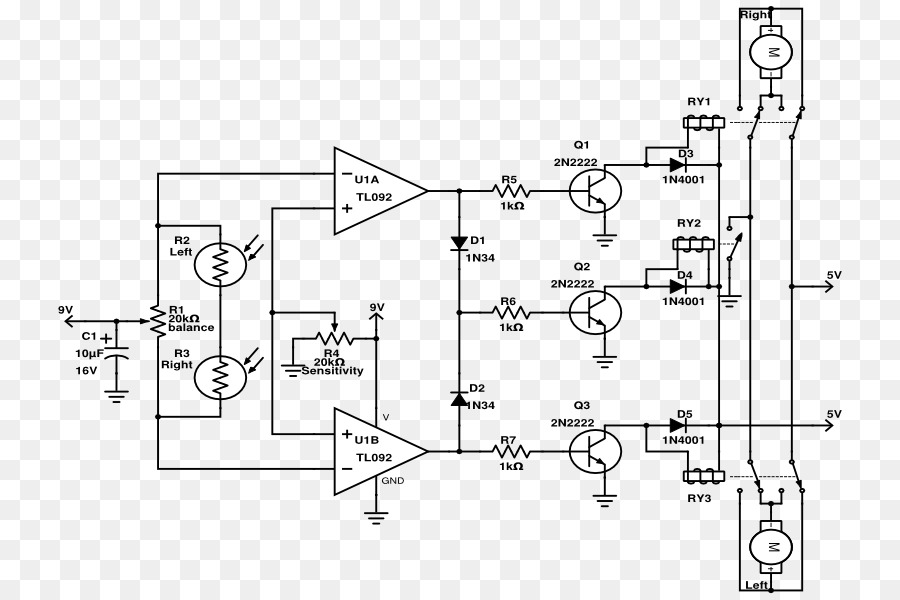 Right
+
M
RY1
Q1
2N2222
D3
1N4001
U1A
TL092
−
+
R5
1kΩ
R2
Left
D1
1N34
RY2
Q2
2N2222
D4
1N4001
5V
9V
R1
20kΩ
balance
R6
1kΩ
9V
C1
+
10µF
16V
R3
Right
R4
20kΩ
Sensitivity
D2
1N34
Q3
2N2222
D5
1N4001
5V
V
+
−
U1B
TL092
GND
R7
1kΩ
RY3
M
Left